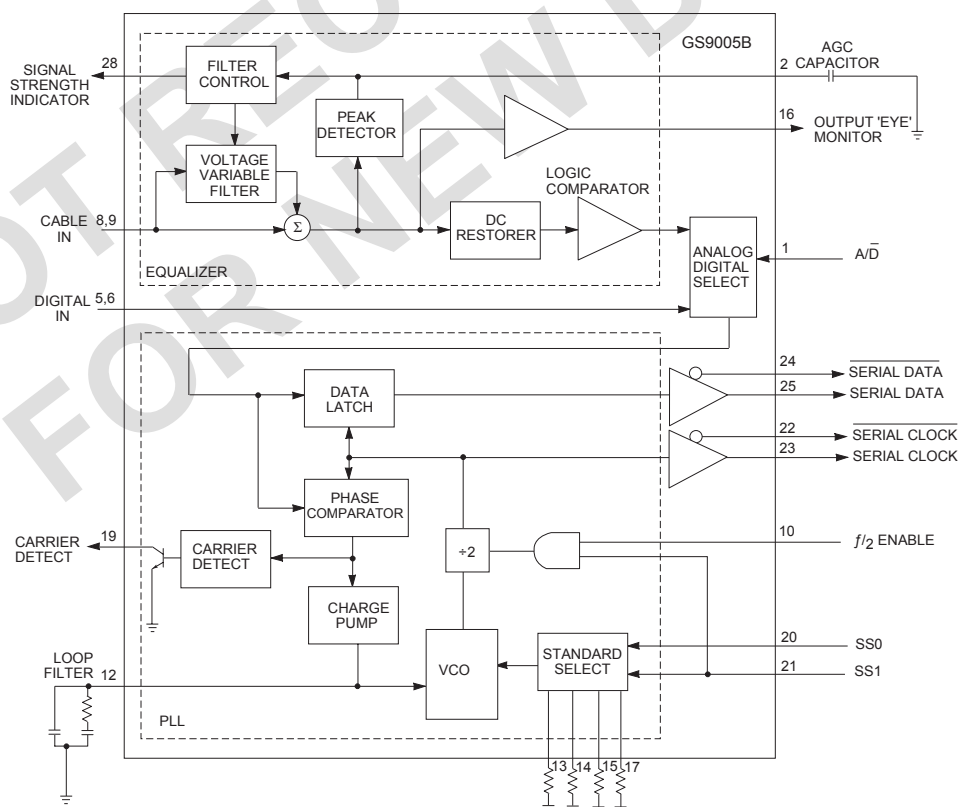 NOT REC
FOR NEW D
GS9005B
SIGNAL
STRENGTH
INDICATOR
28
FILTER
CONTROL
2
AGC
CAPACITOR
PEAK
DETECTOR
16
OUTPUT 'EYE'
MONITOR
VOLTAGE
VARIABLE
FILTER
LOGIC
COMPARATOR
CABLE
IN
8,9
Σ
DC
RESTORER
ANALOG
DIGITAL
SELECT
1
A/D̅
EQUALIZER
DIGITAL
IN
5,6
24
SERIAL DATA
25
SERIAL DATA
DATA
LATCH
22
SERIAL CLOCK
23
SERIAL CLOCK
PHASE
COMPARATOR
CARRIER
DETECT
19
CARRIER
DETECT
÷2
10
ƒ/2 ENABLE
CHARGE
PUMP
LOOP
FILTER
12
VCO
STANDARD
SELECT
20
SS0
21
SS1
PLL
13
14
15
17